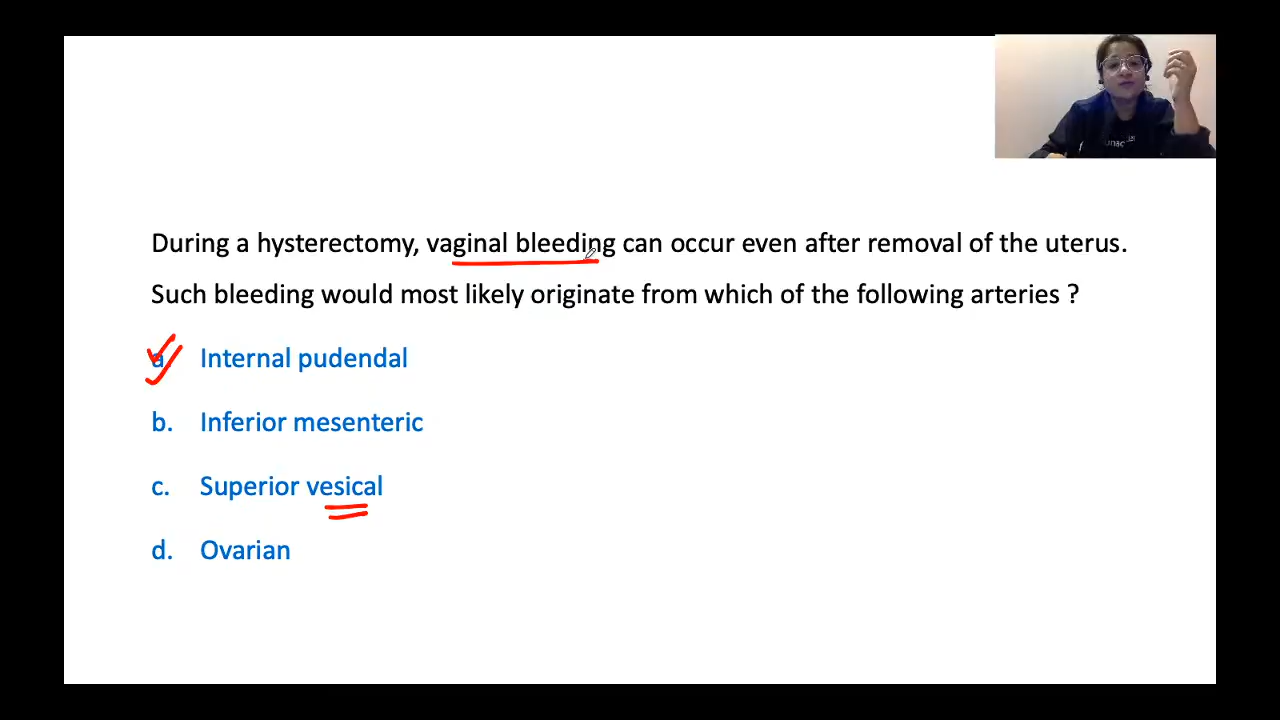 During a hysterectomy, vaginal bleeding can occur even after removal of the uterus.
Such bleeding would most likely originate from which of the following arteries ?
a. Internal pudendal
b. Inferior mesenteric
c. Superior vesical
d. Ovarian